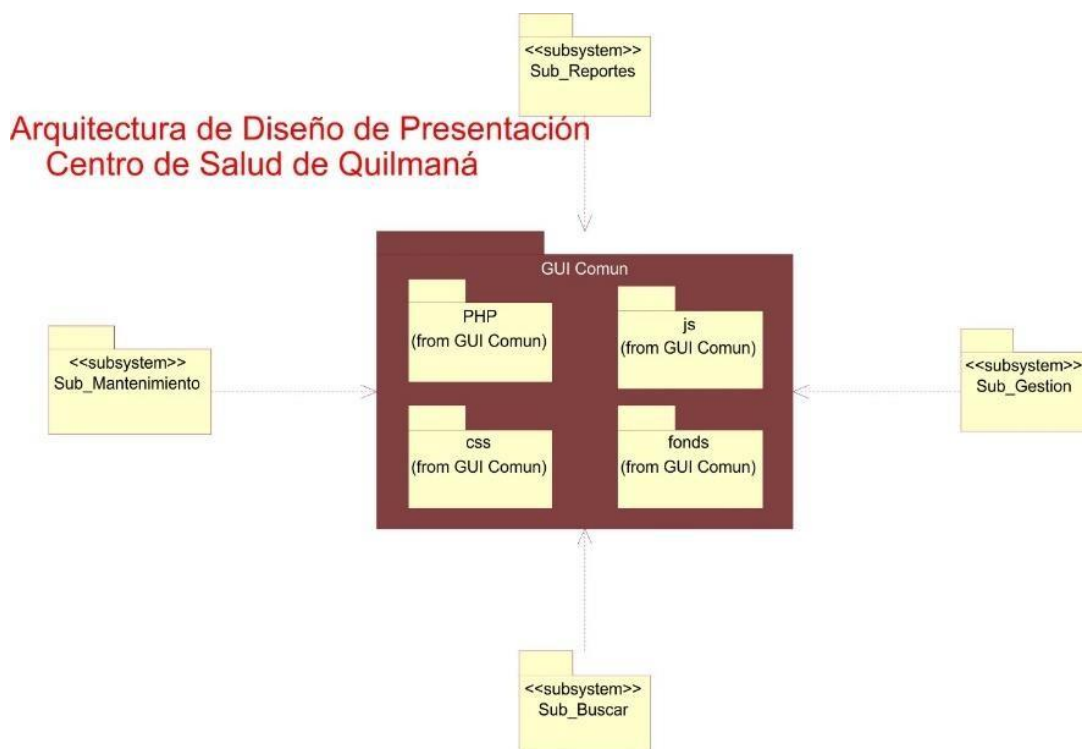 <<subsystem>>
Sub_Reportes
Arquitectura de Diseño de Presentación
Centro de Salud de Quilmaná
GUI Comun
PHP
(from GUI Comun)
js
(from GUI Comun)
<<subsystem>>
Sub_Mantenimiento
<<subsystem>>
Sub_Gestion
css
(from GUI Comun)
fonds
(from GUI Comun)
<<subsystem>>
Sub_Buscar